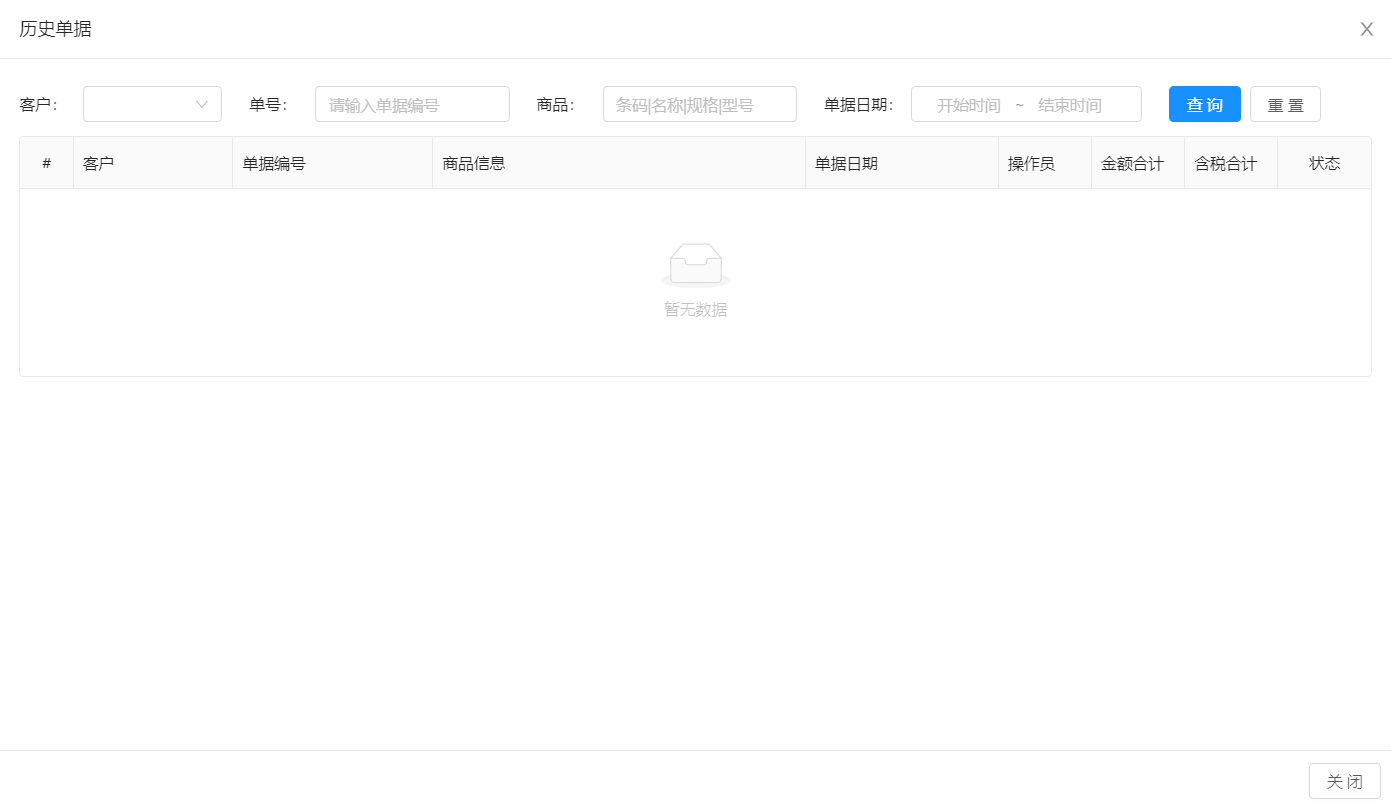 历史单据
客户： 单号： 请输入单据编号 商品： 条码|名称|规格|型号 单据日期： 开始时间 ~ 结束时间 查 询 重 置
# 客户 单据编号 商品信息 单据日期 操作员 金额合计 含税合计 状态
暂无数据
关 闭